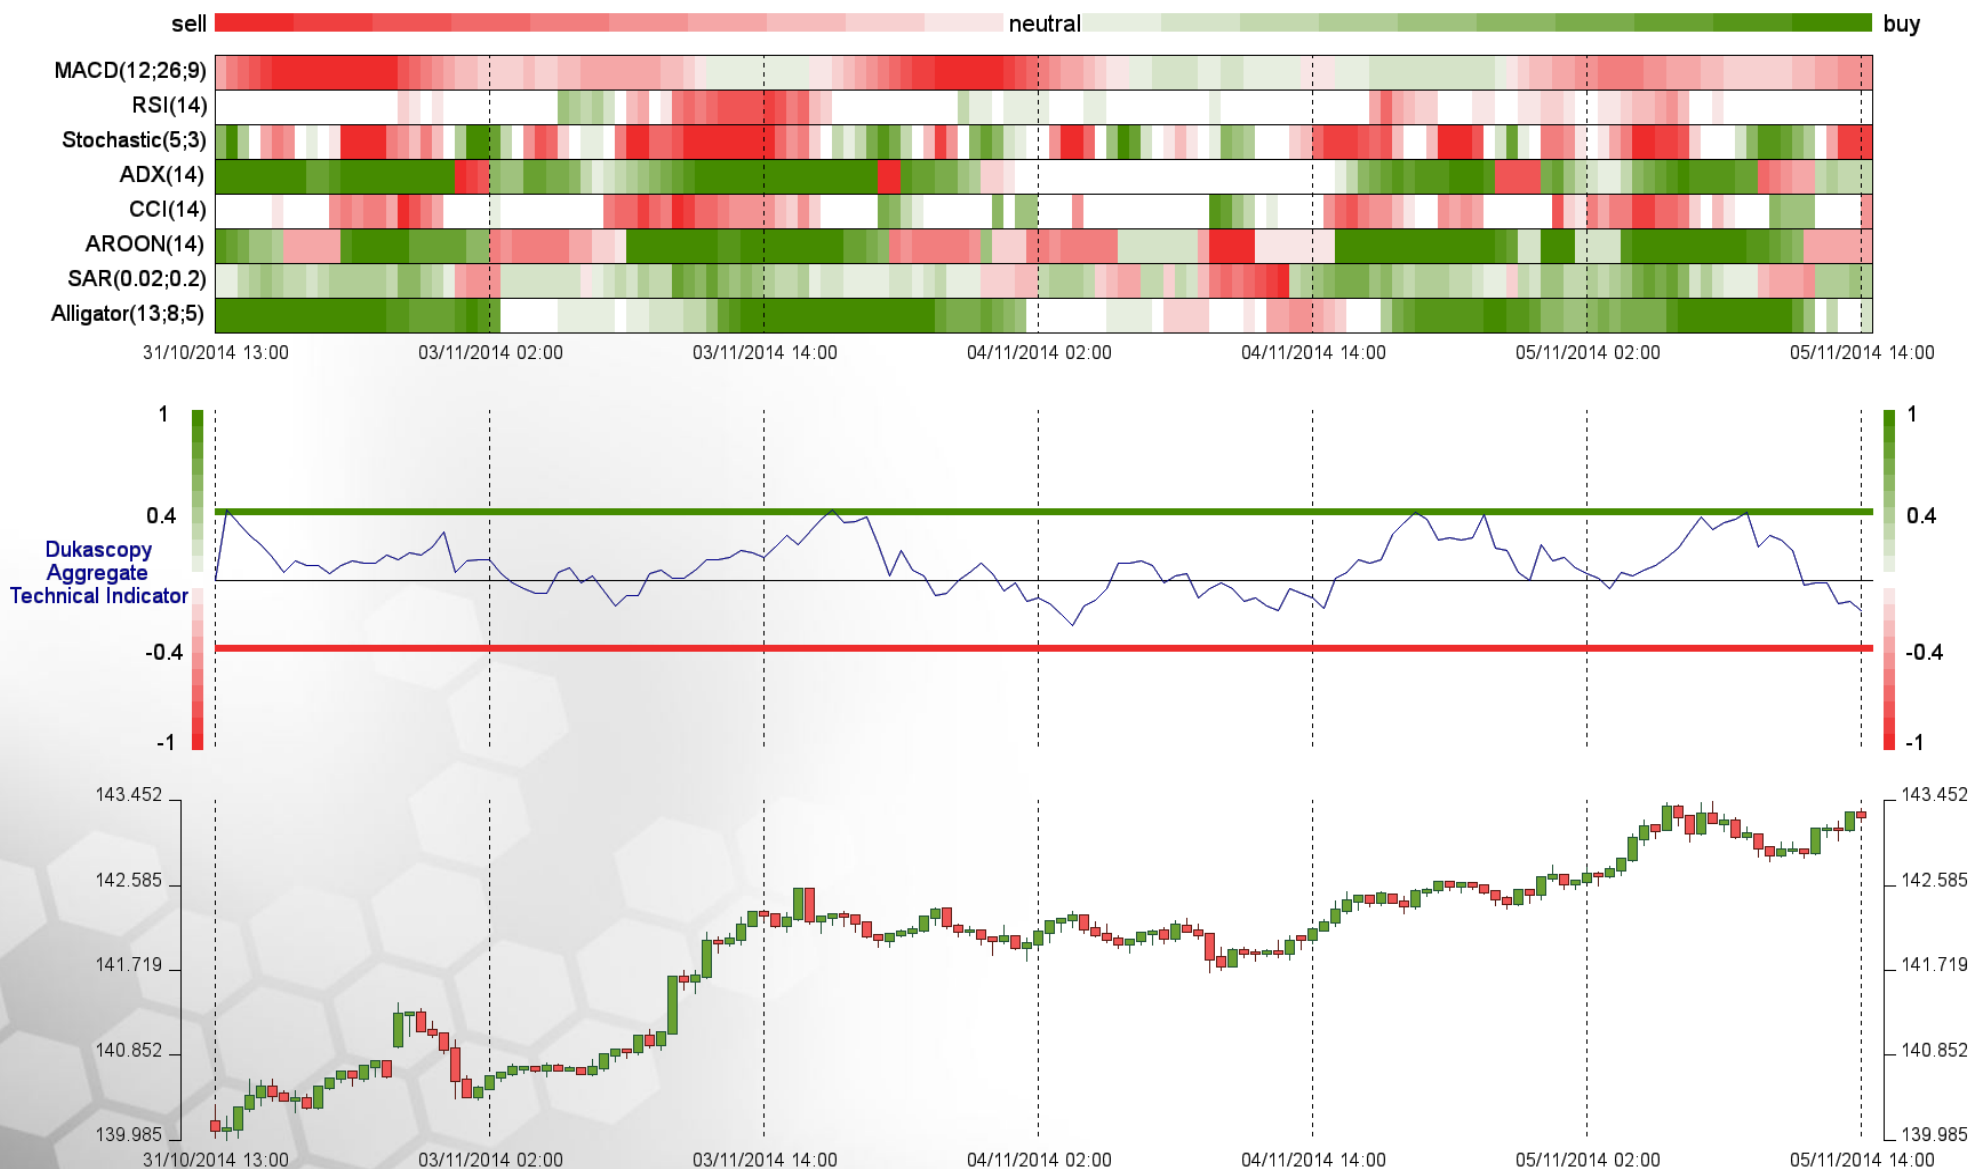 sell neutral buy
MACD(12;26;9)
RSI(14)
Stochastic(5;3)
ADX(14)
CCI(14)
AROON(14)
SAR(0.02;0.2)
Alligator(13;8;5)
31/10/2014 13:00 03/11/2014 02:00 03/11/2014 14:00 04/11/2014 02:00 04/11/2014 14:00 05/11/2014 02:00 05/11/2014 14:00
1 1
0.4 0.4
Dukascopy
Aggregate
Technical Indicator
-0.4 -0.4
-1 -1
143.452 143.452
142.585 142.585
141.719 141.719
140.852 140.852
139.985 139.985
31/10/2014 13:00 03/11/2014 02:00 03/11/2014 14:00 04/11/2014 02:00 04/11/2014 14:00 05/11/2014 02:00 05/11/2014 14:00